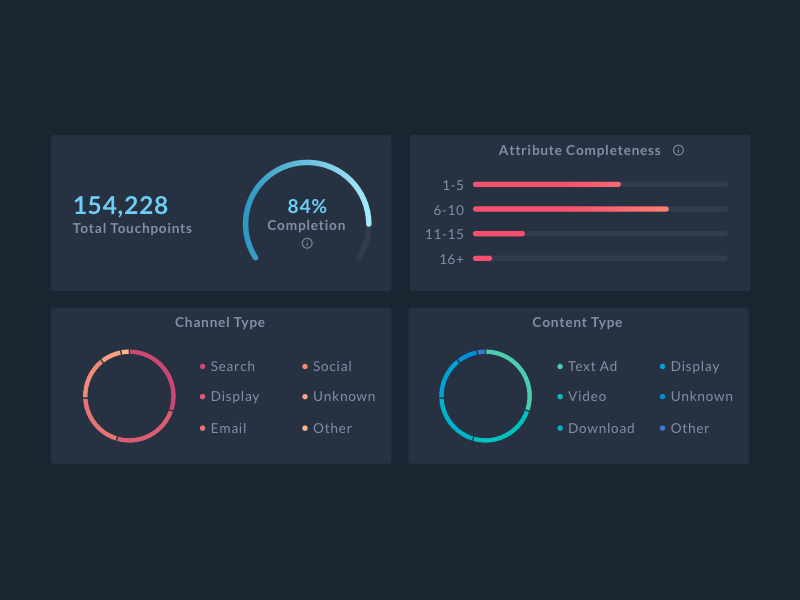 154,228
Total Touchpoints
84%
Completion
Attribute Completeness
1-5
6-10
11-15
16+
Channel Type
Search
Social
Display
Unknown
Email
Other
Content Type
Text Ad
Display
Video
Unknown
Download
Other